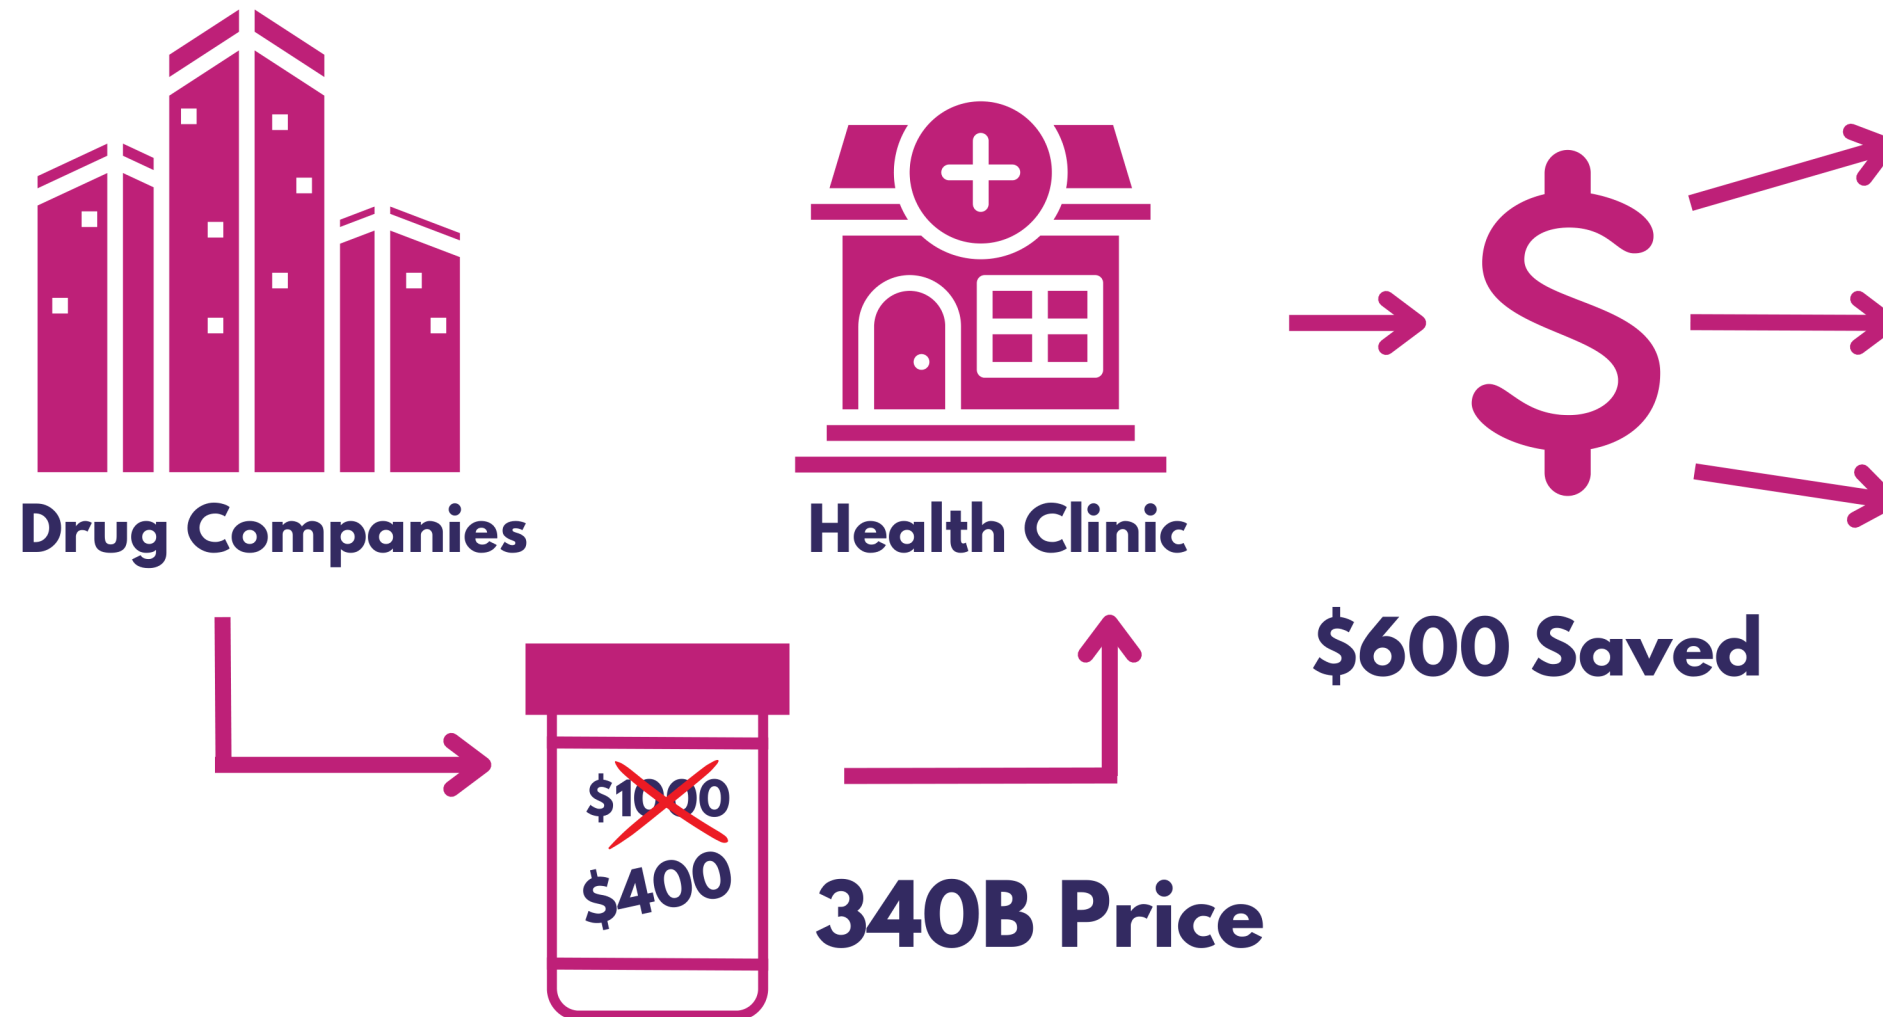 Drug Companies
Health Clinic
$600 Saved
$1000
$400
340B Price